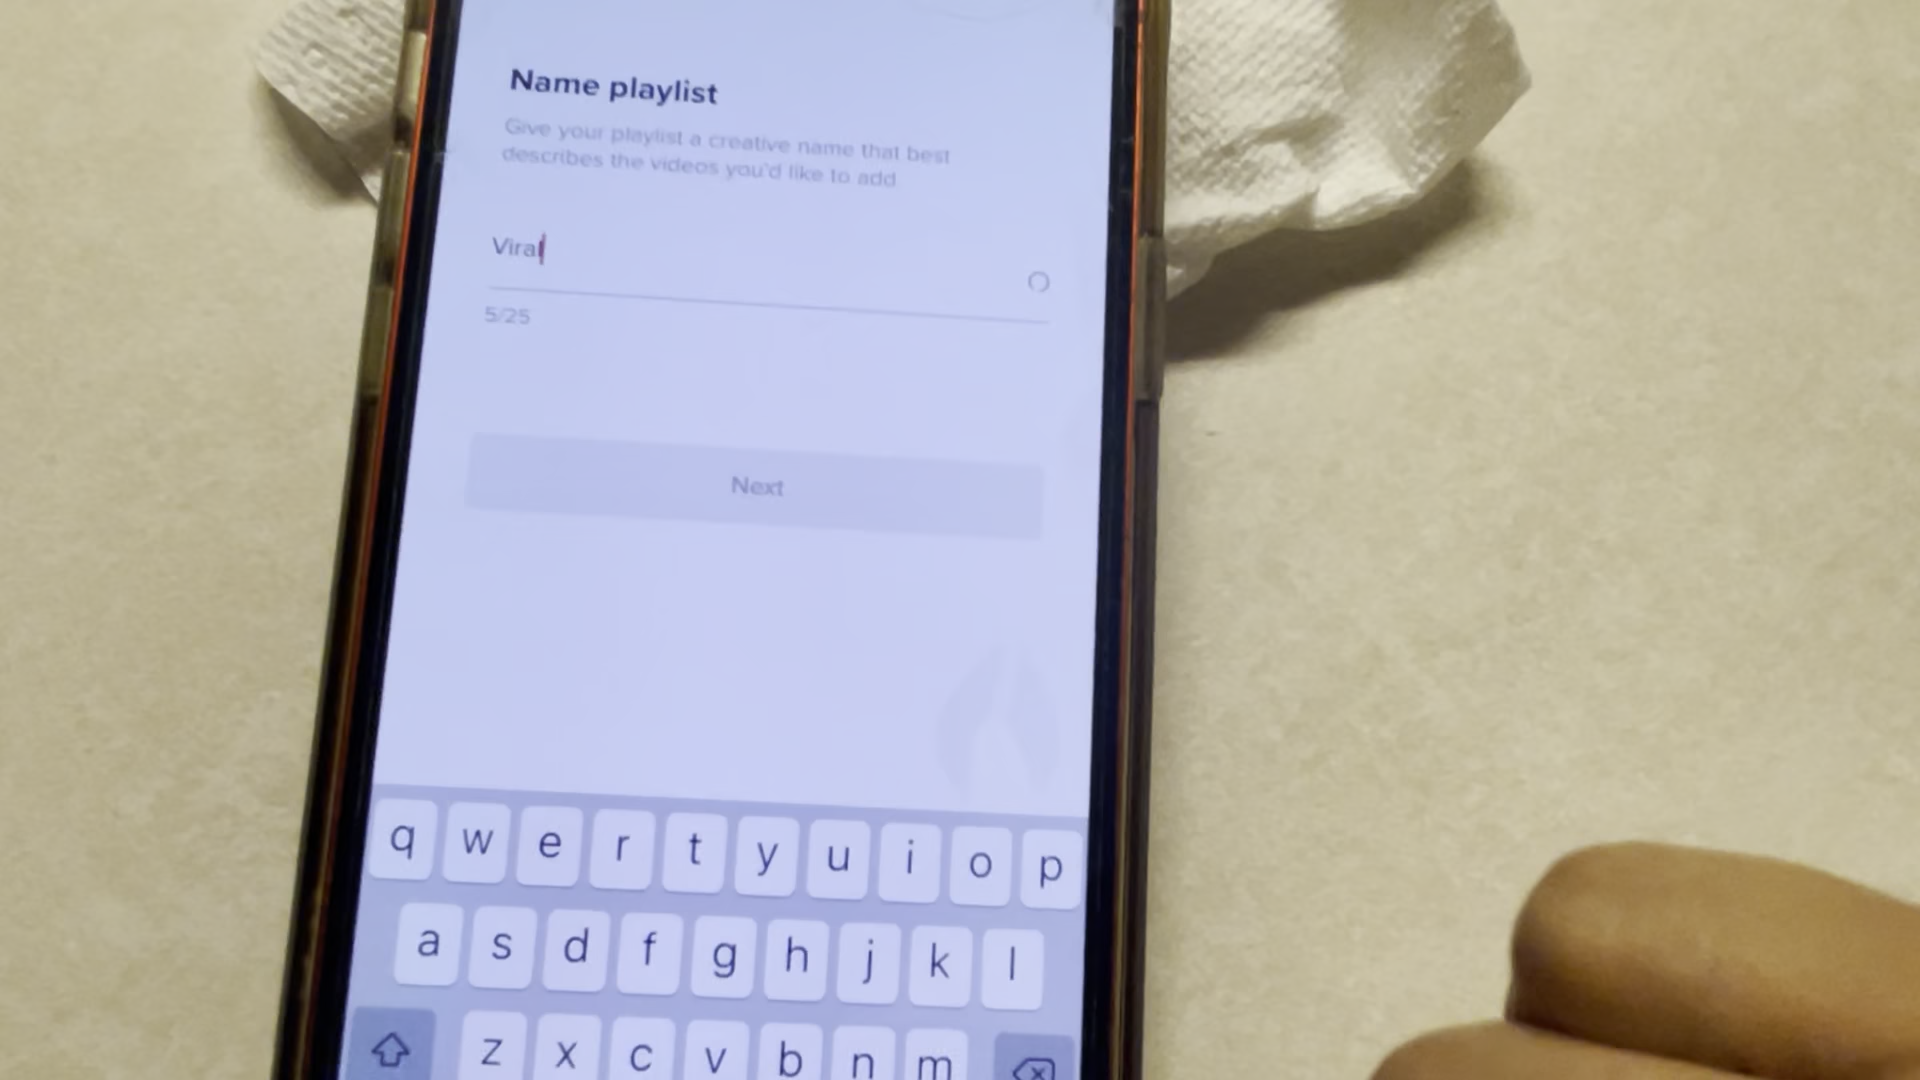 Name playlist
Give your playlist a creative name that best
describes the videos you'd like to add
Viral
5/25
Next
q w e r t y u i o p
a s d f g h j k l
z x c v b n m